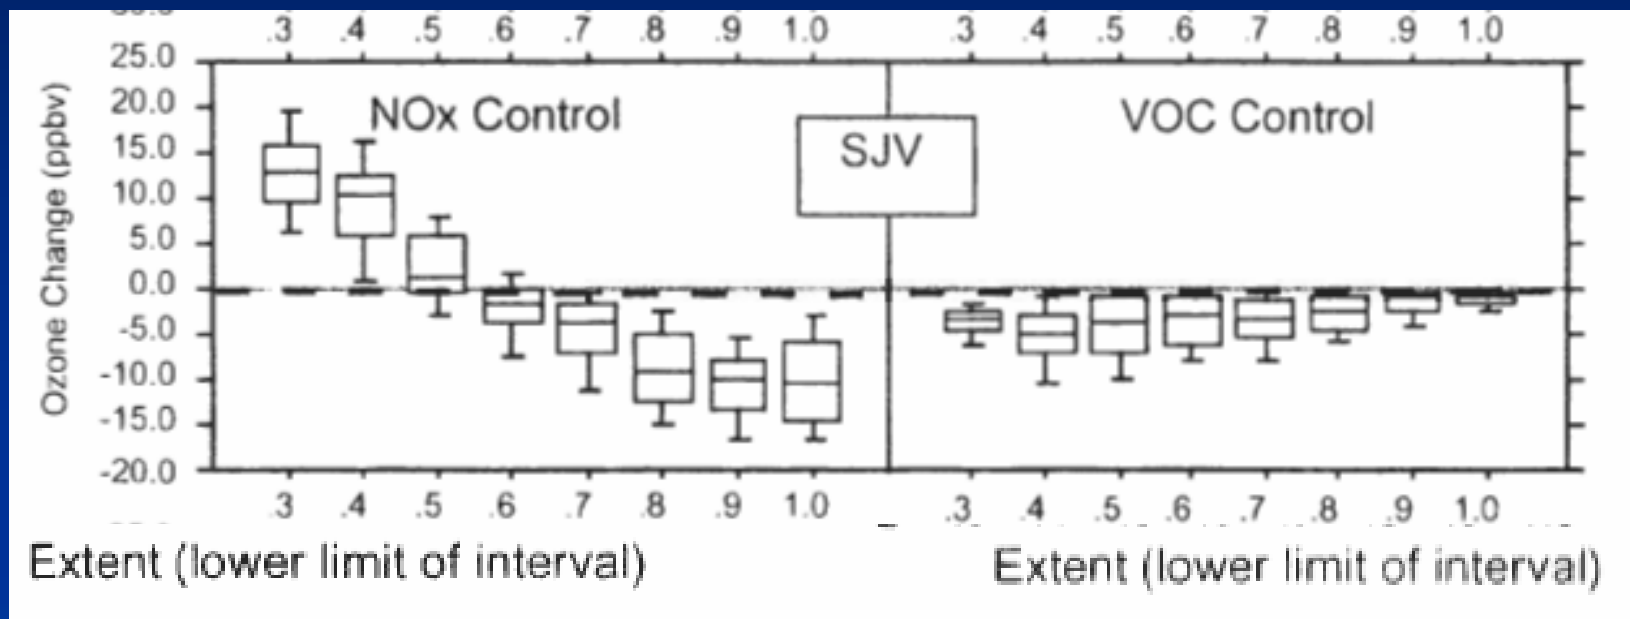 .3 .4 .5 .6 .7 .8 .9 1.0 .3 .4 .5 .6 .7 .8 .9 1.0
25.0
20.0
15.0
10.0
5.0
0.0
-5.0
-10.0
-15.0
-20.0
Ozone Change (ppbv)
NOx Control
SJV
VOC Control
.3 .4 .5 .6 .7 .8 .9 1.0 .3 .4 .5 .6 .7 .8 .9 1.0
Extent (lower limit of interval)
Extent (lower limit of interval)